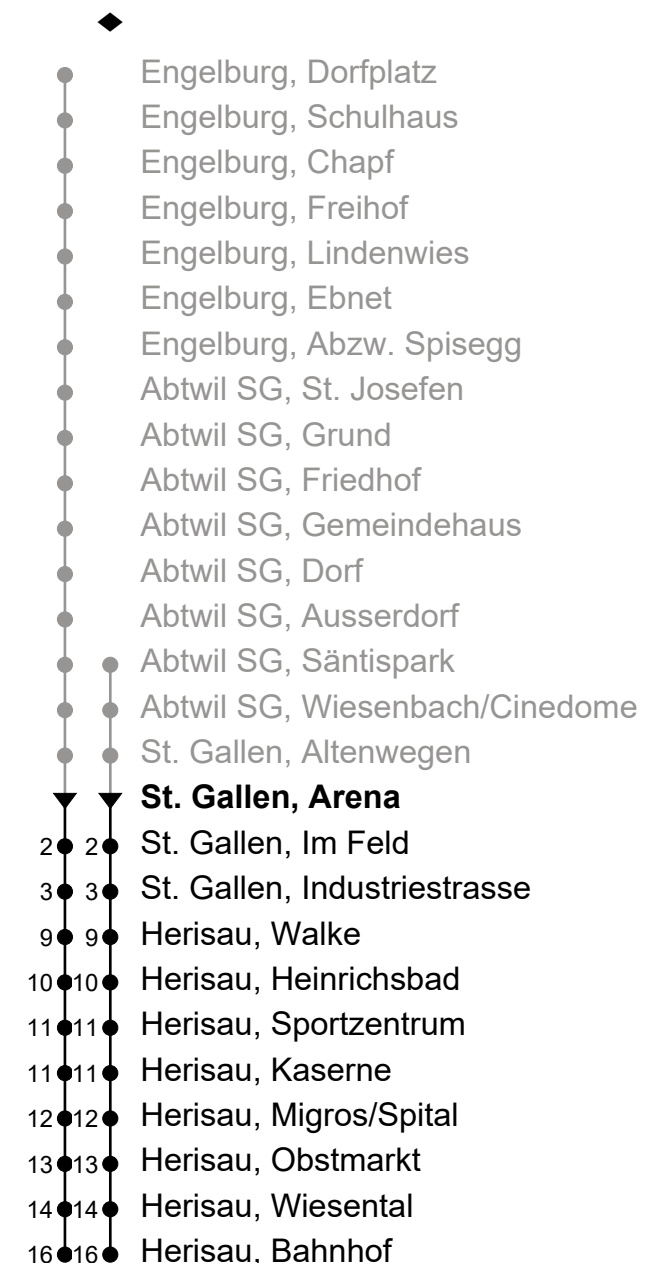 Engelburg, Dorfplatz
Engelburg, Schulhaus
Engelburg, Chapf
Engelburg, Freihof
Engelburg, Lindenwies
Engelburg, Ebnet
Engelburg, Abzw. Spisegg
Abtwil SG, St. Josefen
Abtwil SG, Grund
Abtwil SG, Friedhof
Abtwil SG, Gemeindehaus
Abtwil SG, Dorf
Abtwil SG, Ausserdorf
Abtwil SG, Säntispark
Abtwil SG, Wiesenbach/Cinedome
St. Gallen, Altenwegen
St. Gallen, Arena
2 2 St. Gallen, Im Feld
3 3 St. Gallen, Industriestrasse
9 9 Herisau, Walke
10 10 Herisau, Heinrichsbad
11 11 Herisau, Sportzentrum
11 11 Herisau, Kaserne
12 12 Herisau, Migros/Spital
13 13 Herisau, Obstmarkt
14 14 Herisau, Wiesental
16 16 Herisau, Bahnhof